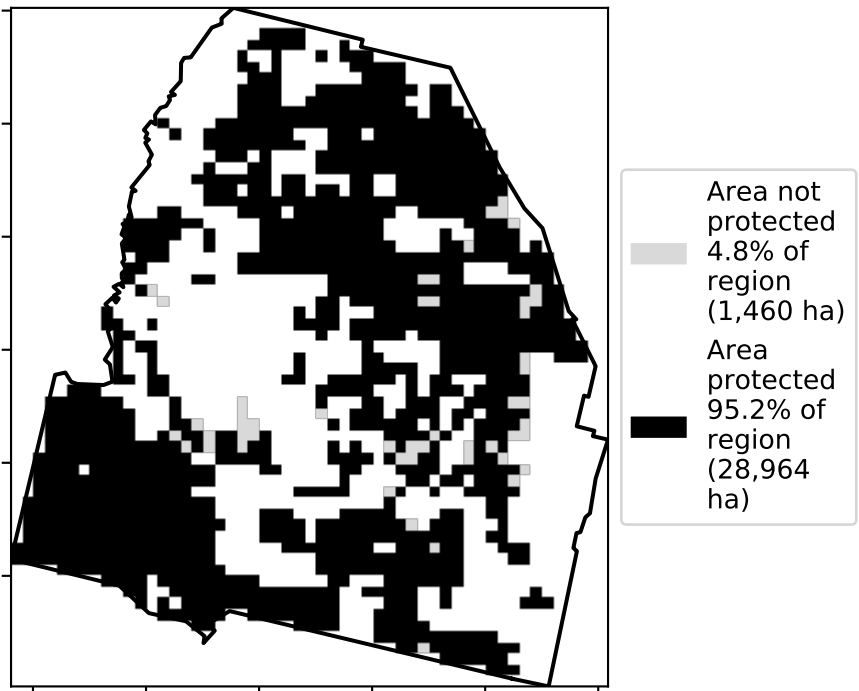 Area not
protected
4.8% of
region
(1,460 ha)
Area
protected
95.2% of
region
(28,964
ha)